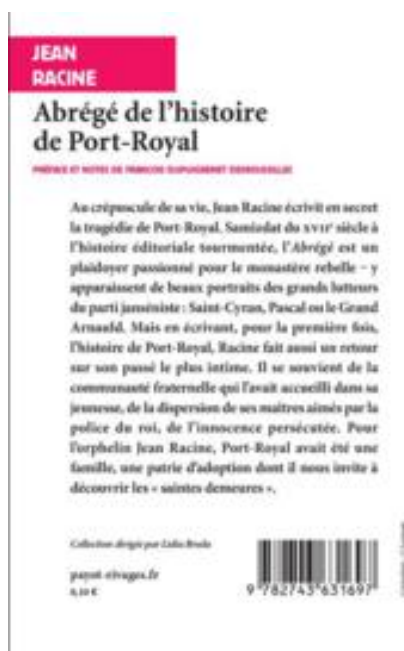 JEAN
RACINE
Abrégé de l'histoire
de Port-Royal
PRÉFACE ET NOTES DE FRANÇOIS
Au crépuscule de sa vie, Jean Racine écrivit en secret
la tragédie de Port-Royal. Samizdat du XVIIe siècle à
l'histoire éditoriale tourmentée, l'Abrégé est un
plaidoyer passionné pour le monastère rebelle – y
apparaissent de beaux portraits des grands lutteurs
du parti janséniste : Saint-Cyran, Pascal ou le Grand
Arnauld. Mais en écrivant, pour la première fois,
l'histoire de Port-Royal, Racine fait aussi un retour
sur son passé le plus intime. Il se souvient de la
communauté fraternelle qui l'avait accueilli dans sa
jeunesse, de la dispersion de ses maîtres aimés par la
police du roi, de l'innocence persécutée. Pour
l'orphelin Jean Racine, Port-Royal avait été une
famille, une patrie d'adoption dont il nous invite à
découvrir les « saintes demeures ».
Collection dirigée par Lidia Breda
payot-rivages.fr
9 782743 631697